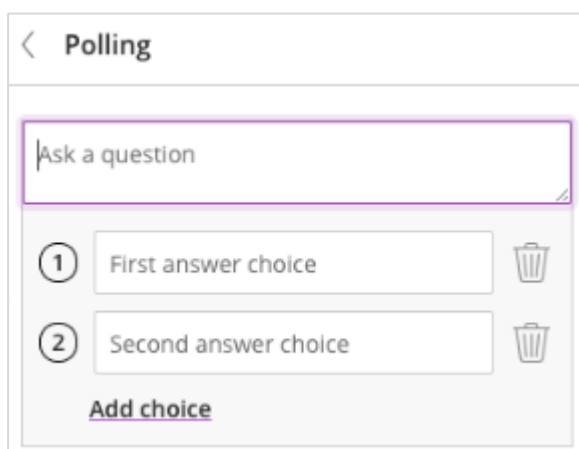 Polling
Ask a question
1 First answer choice
2 Second answer choice
Add choice